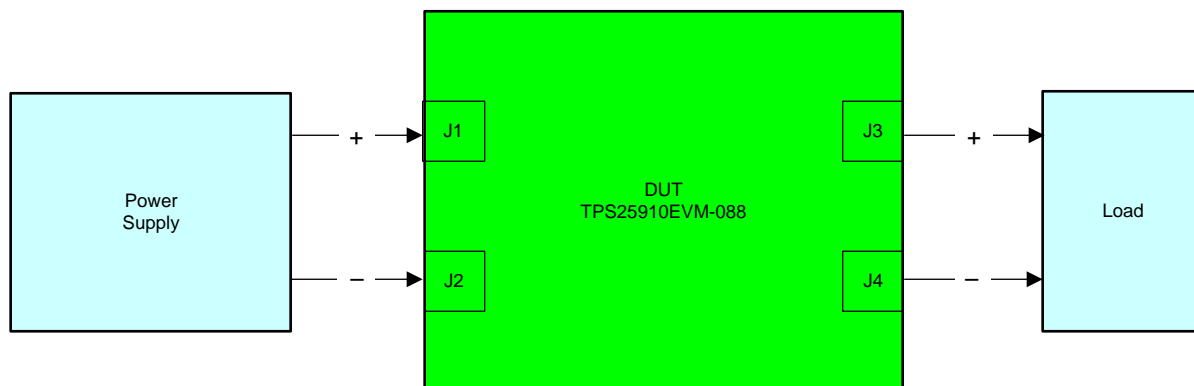 Power
Supply
+
–
J1
J2
DUT
TPS25910EVM-088
J3
J4
+
–
Load